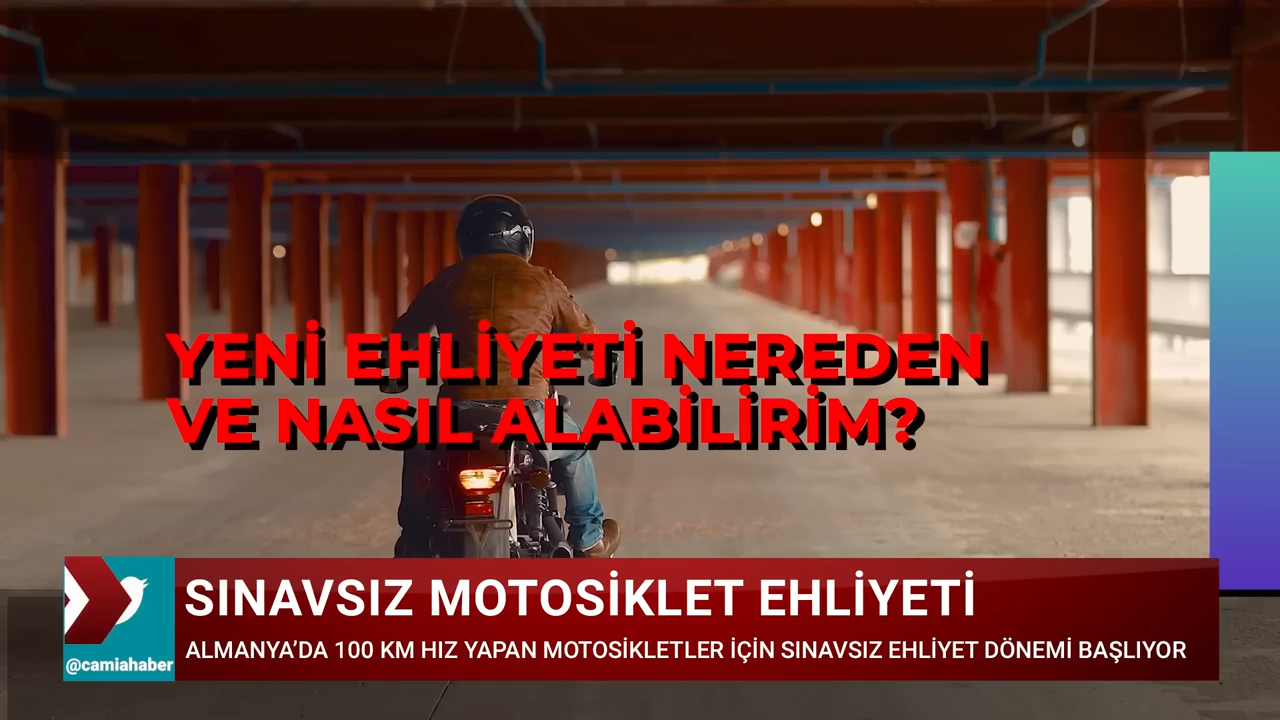 YENİ EHLİYETİ NEREDEN
VE NASIL ALABİLİRİM?
SINAVSIZ MOTOSİKLET EHLİYETİ
ALMANYA’DA 100 KM HIZ YAPAN MOTOSİKLETLER İÇİN SINAVSIZ EHLİYET DÖNEMİ BAŞLIYOR
@camiahaber